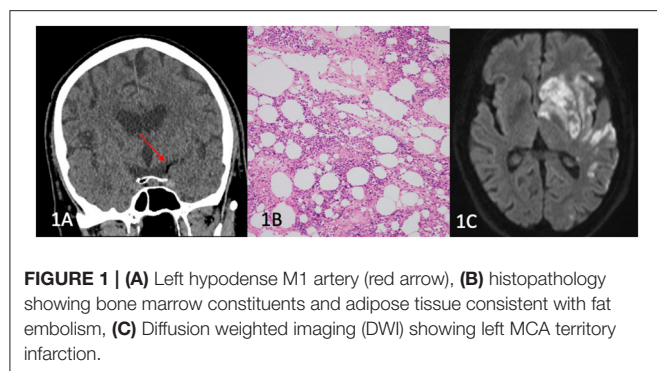 1A
1B
1C
FIGURE 1 | (A) Left hypodense M1 artery (red arrow), (B) histopathology
showing bone marrow constituents and adipose tissue consistent with fat
embolism, (C) Diffusion weighted imaging (DWI) showing left MCA territory
infarction.